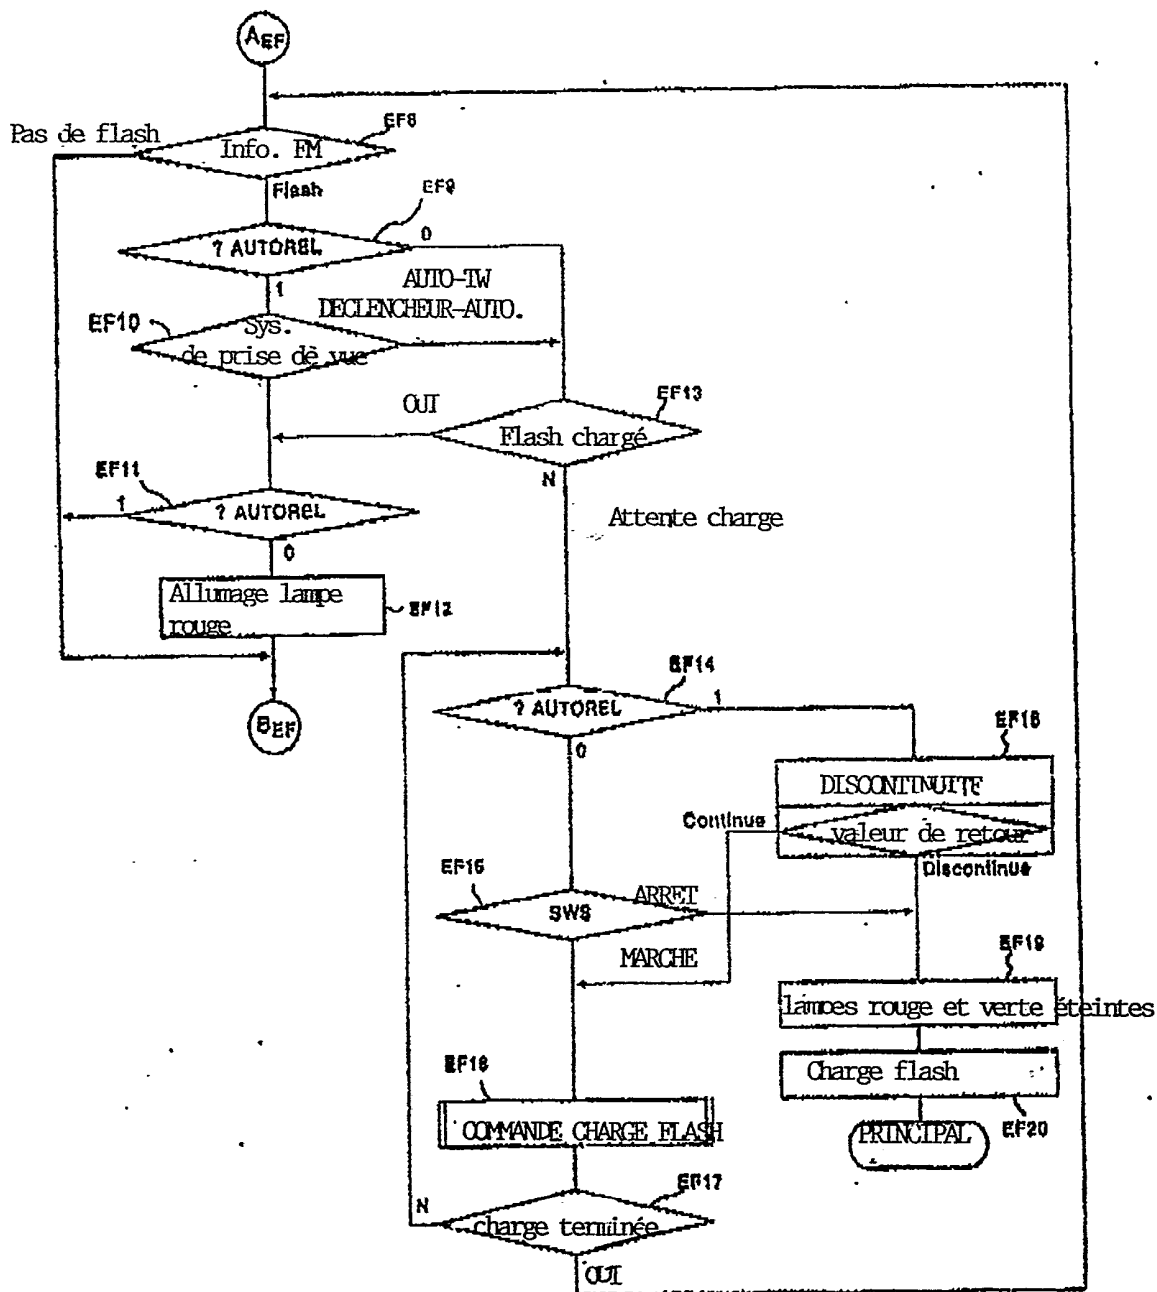 AEF
EF8
Pas de flash
Info. FM
Flash
EF9
? AUTOREL
0
1
AUTO-TW
DECLENCHEUR-AUTO.
EF10
Sys.
de prise de vue
EF13
OUI
Flash chargé
N
EF11
1
? AUTOREL
0
Attente charge
Allumage lampe
rouge
EF12
EF14
? AUTOREL
1
0
BEF
EF18
DISCONTINUITE
Continue
valeur de retour
Discontinue
EF15
SWS
ARRET
MARCHE
EF19
lampes rouge et verte éteintes
EF16
Charge flash
EF20
COMMANDE CHARGE FLASH
PRINCIPAL
EF17
N
charge terminée
OUI